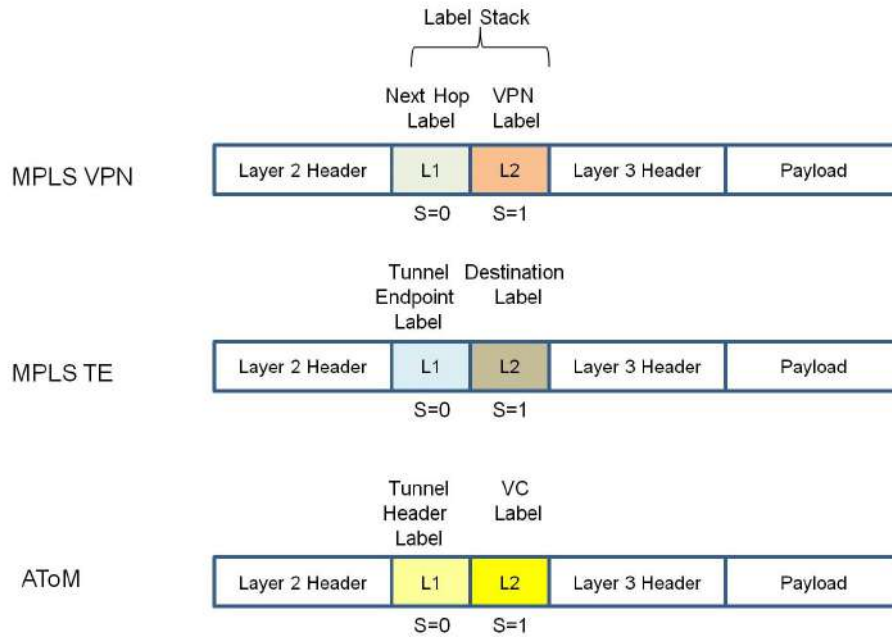 Label Stack
Next Hop Label
VPN Label
MPLS VPN
Layer 2 Header
L1
L2
Layer 3 Header
Payload
S=0
S=1
Tunnel Endpoint Label
Destination Label
MPLS TE
Layer 2 Header
L1
L2
Layer 3 Header
Payload
S=0
S=1
Tunnel Header Label
VC Label
AToM
Layer 2 Header
L1
L2
Layer 3 Header
Payload
S=0
S=1